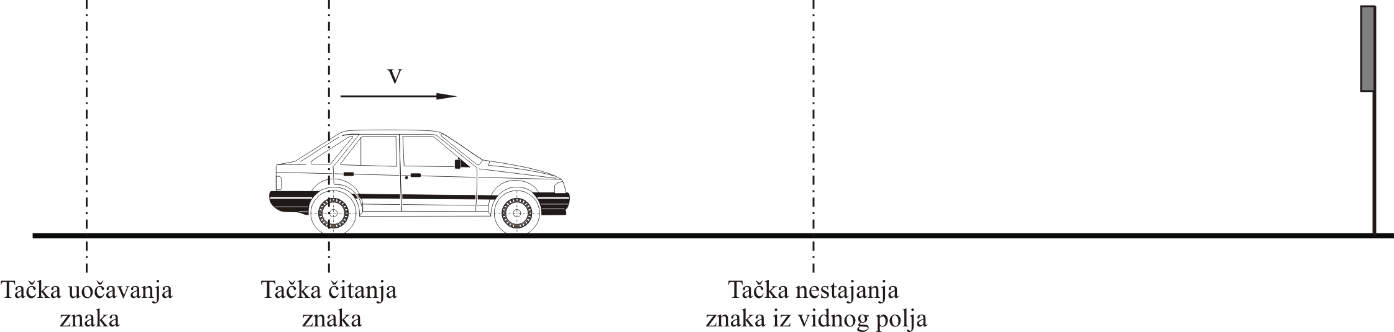 v
Tačka uočavanja
znaka
Tačka čitanja
znaka
Tačka nestajanja
znaka iz vidnog polja